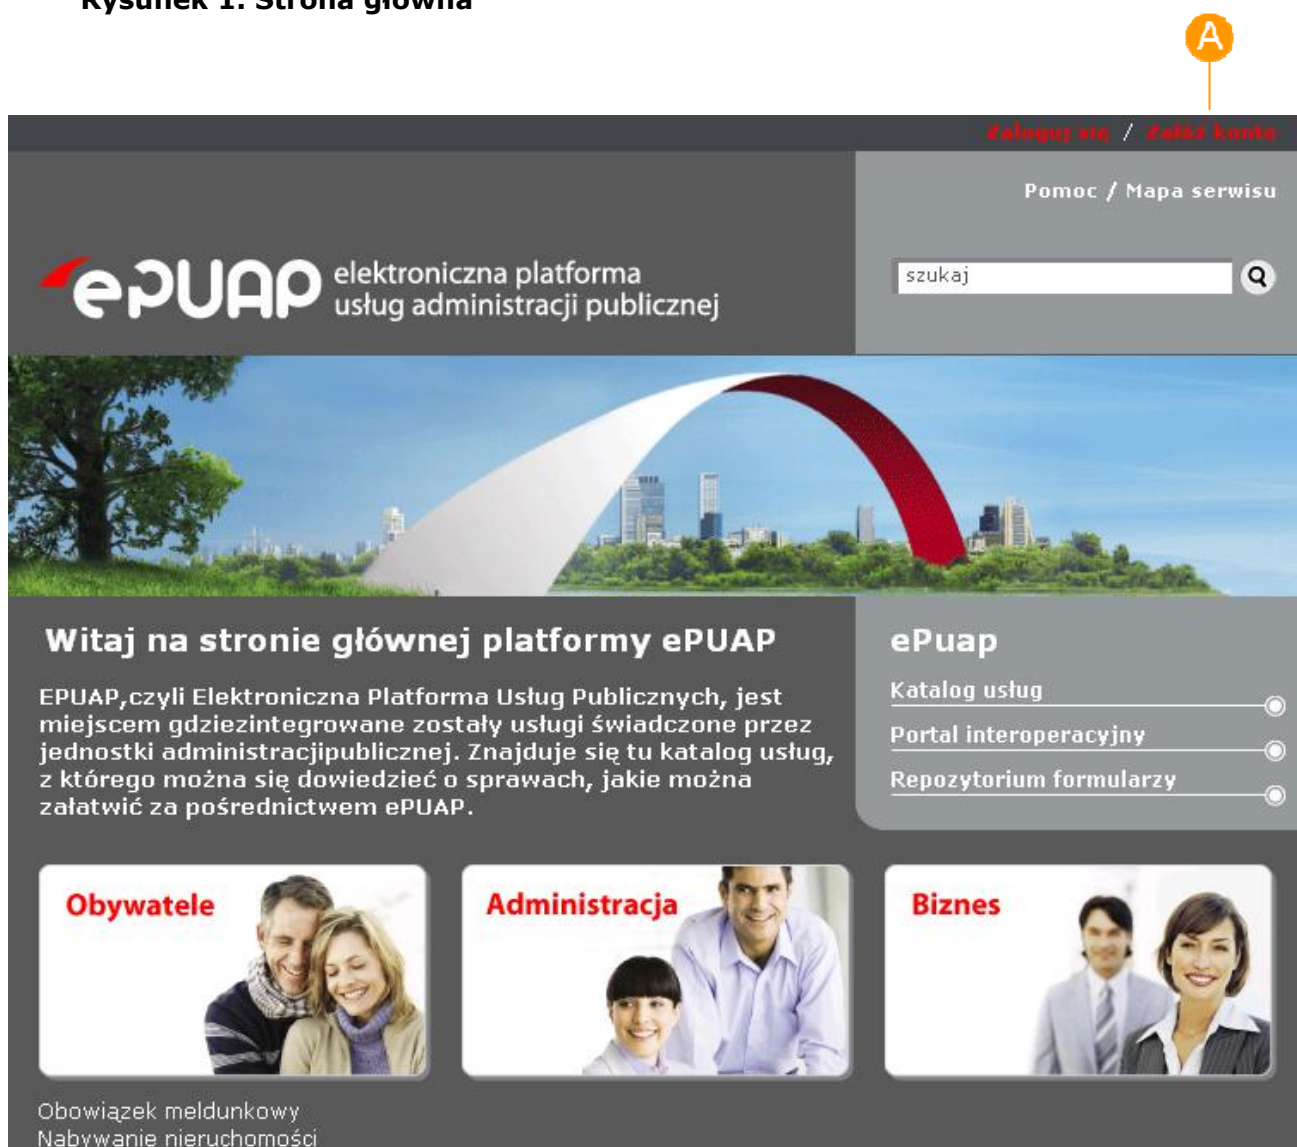 Rysunek 1. Strona główna
A
Zaloguj się / Załóż konto
Pomoc / Mapa serwisu
ePUAP elektroniczna platforma
usług administracji publicznej
szukaj
Witaj na stronie głównej platformy ePUAP
EPUAP,czyli Elektroniczna Platforma Usług Publicznych, jest
miejscem gdziezintegrowane zostały usługi świadczone przez
jednostki administracjipublicznej. Znajduje się tu katalog usług,
z którego można się dowiedzieć o sprawach, jakie można
załatwić za pośrednictwem ePUAP.
ePuap
Katalog usług
Portal interoperacyjny
Repozytorium formularzy
Obywatele
Administracja
Biznes
Obowiązek meldunkowy
Nabywanie nieruchomości